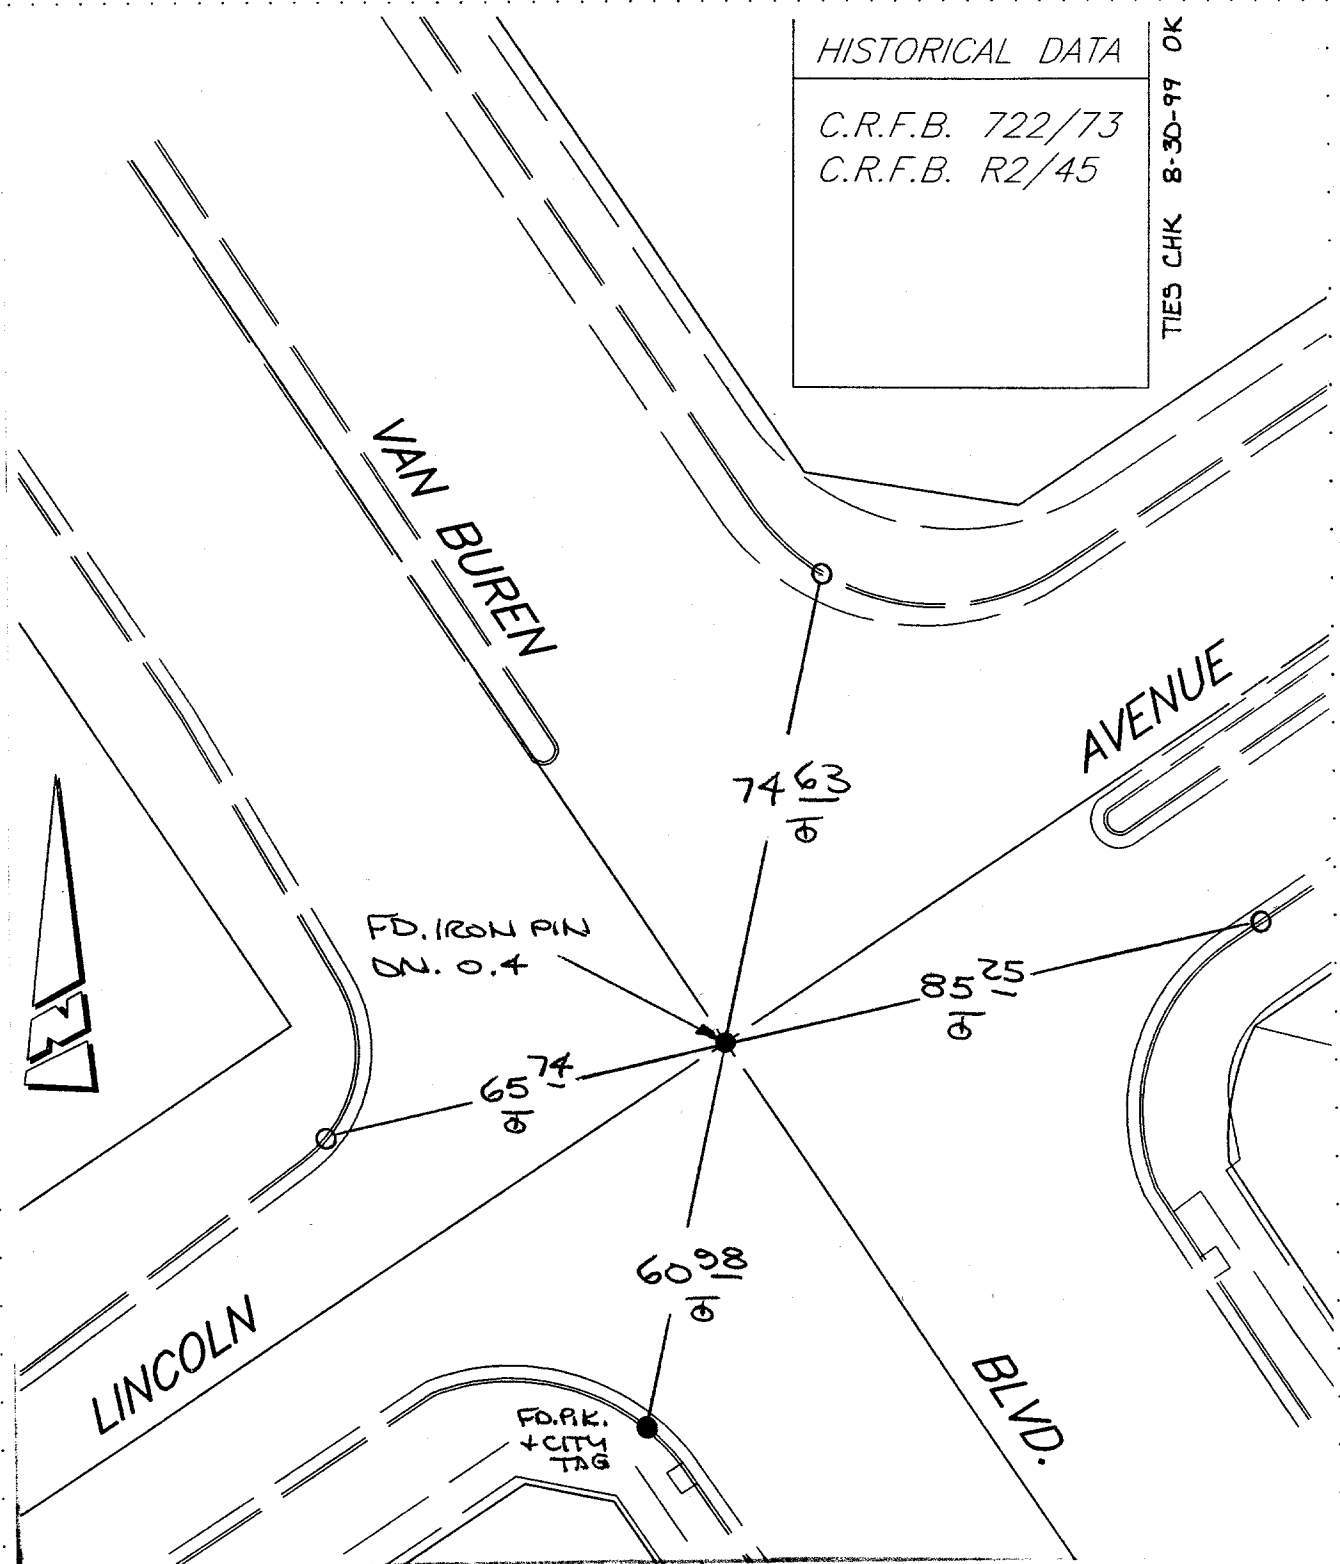 HISTORICAL DATA
C.R.F.B. 722/73
C.R.F.B. R2/45
TIES CHK 8-30-99 OK
VAN BUREN
AVENUE
74 63
FD. IRON PIN
DN. 0.4
85 25
65 74
N
60 98
LINCOLN
BLVD.
FD. P.K.
+ CITY
TAG